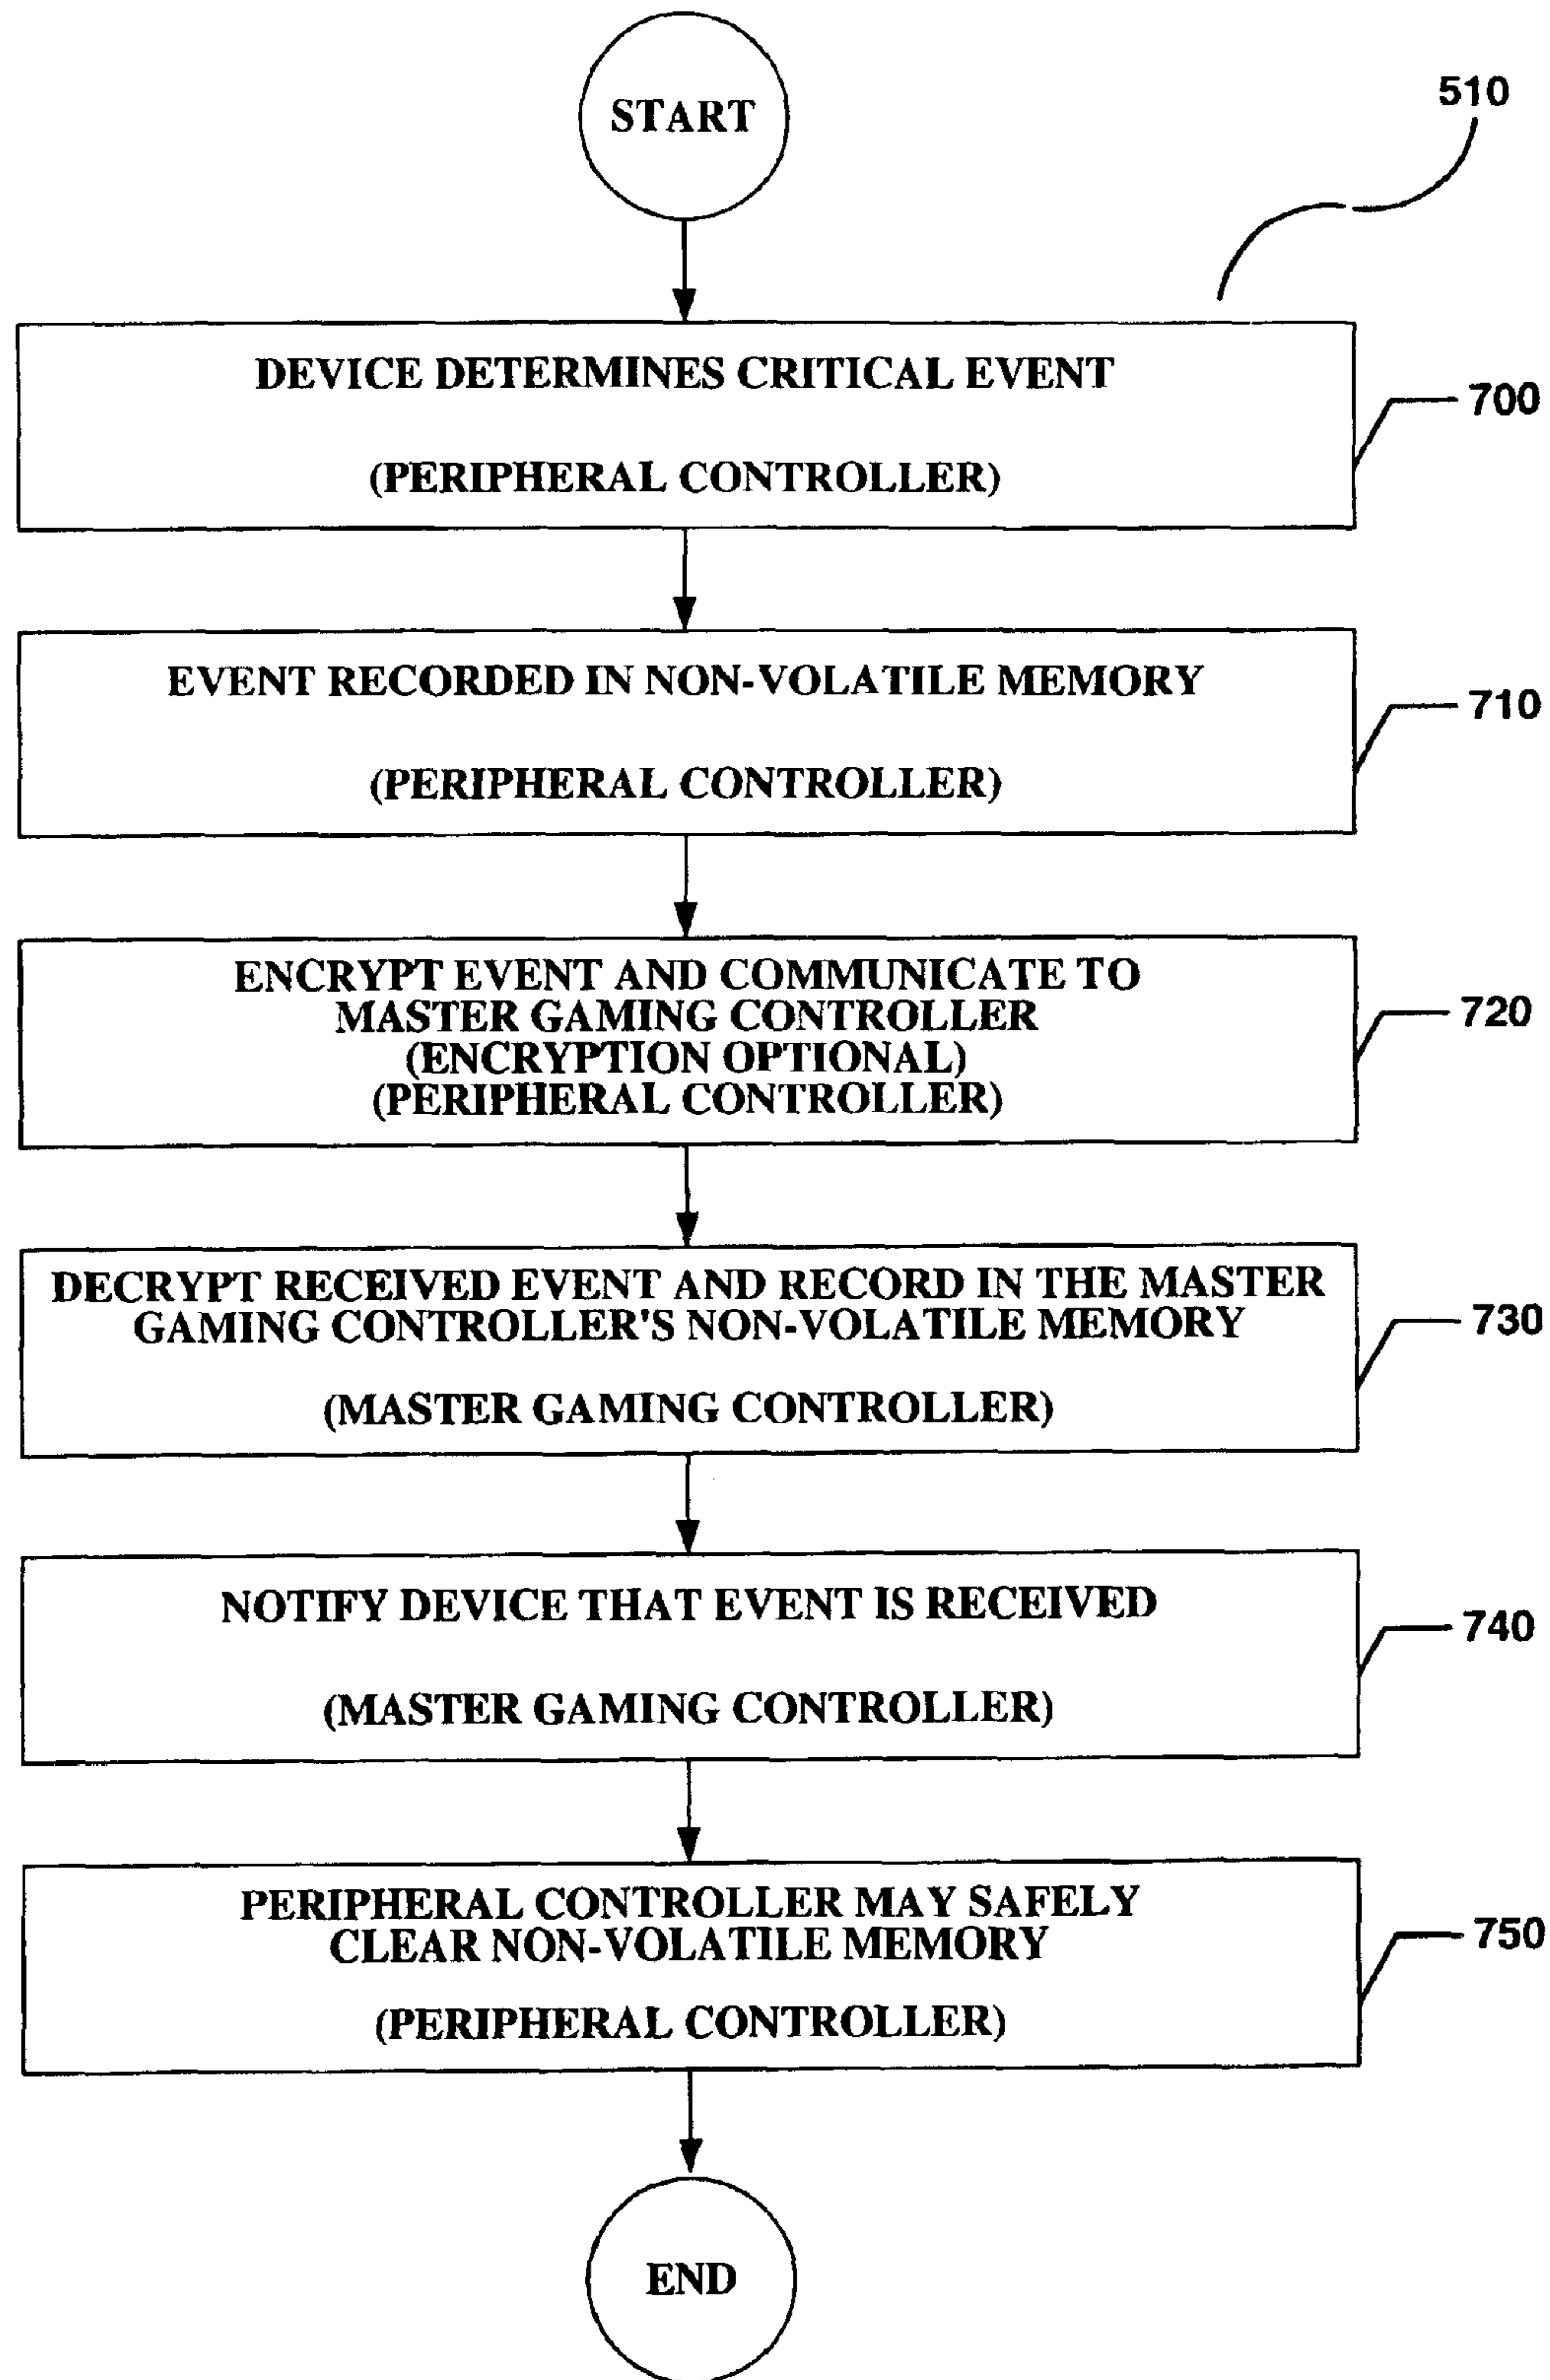 START
510
DEVICE DETERMINES CRITICAL EVENT
(PERIPHERAL CONTROLLER)
700
EVENT RECORDED IN NON-VOLATILE MEMORY
(PERIPHERAL CONTROLLER)
710
ENCRYPT EVENT AND COMMUNICATE TO
MASTER GAMING CONTROLLER
(ENCRYPTION OPTIONAL)
(PERIPHERAL CONTROLLER)
720
DECRYPT RECEIVED EVENT AND RECORD IN THE MASTER
GAMING CONTROLLER'S NON-VOLATILE MEMORY
(MASTER GAMING CONTROLLER)
730
NOTIFY DEVICE THAT EVENT IS RECEIVED
(MASTER GAMING CONTROLLER)
740
PERIPHERAL CONTROLLER MAY SAFELY
CLEAR NON-VOLATILE MEMORY
(PERIPHERAL CONTROLLER)
750
END